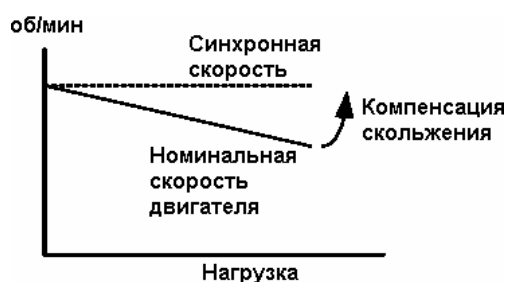 об/мин
Синхронная
скорость
Компенсация
скольжения
Номинальная
скорость
двигателя
Нагрузка